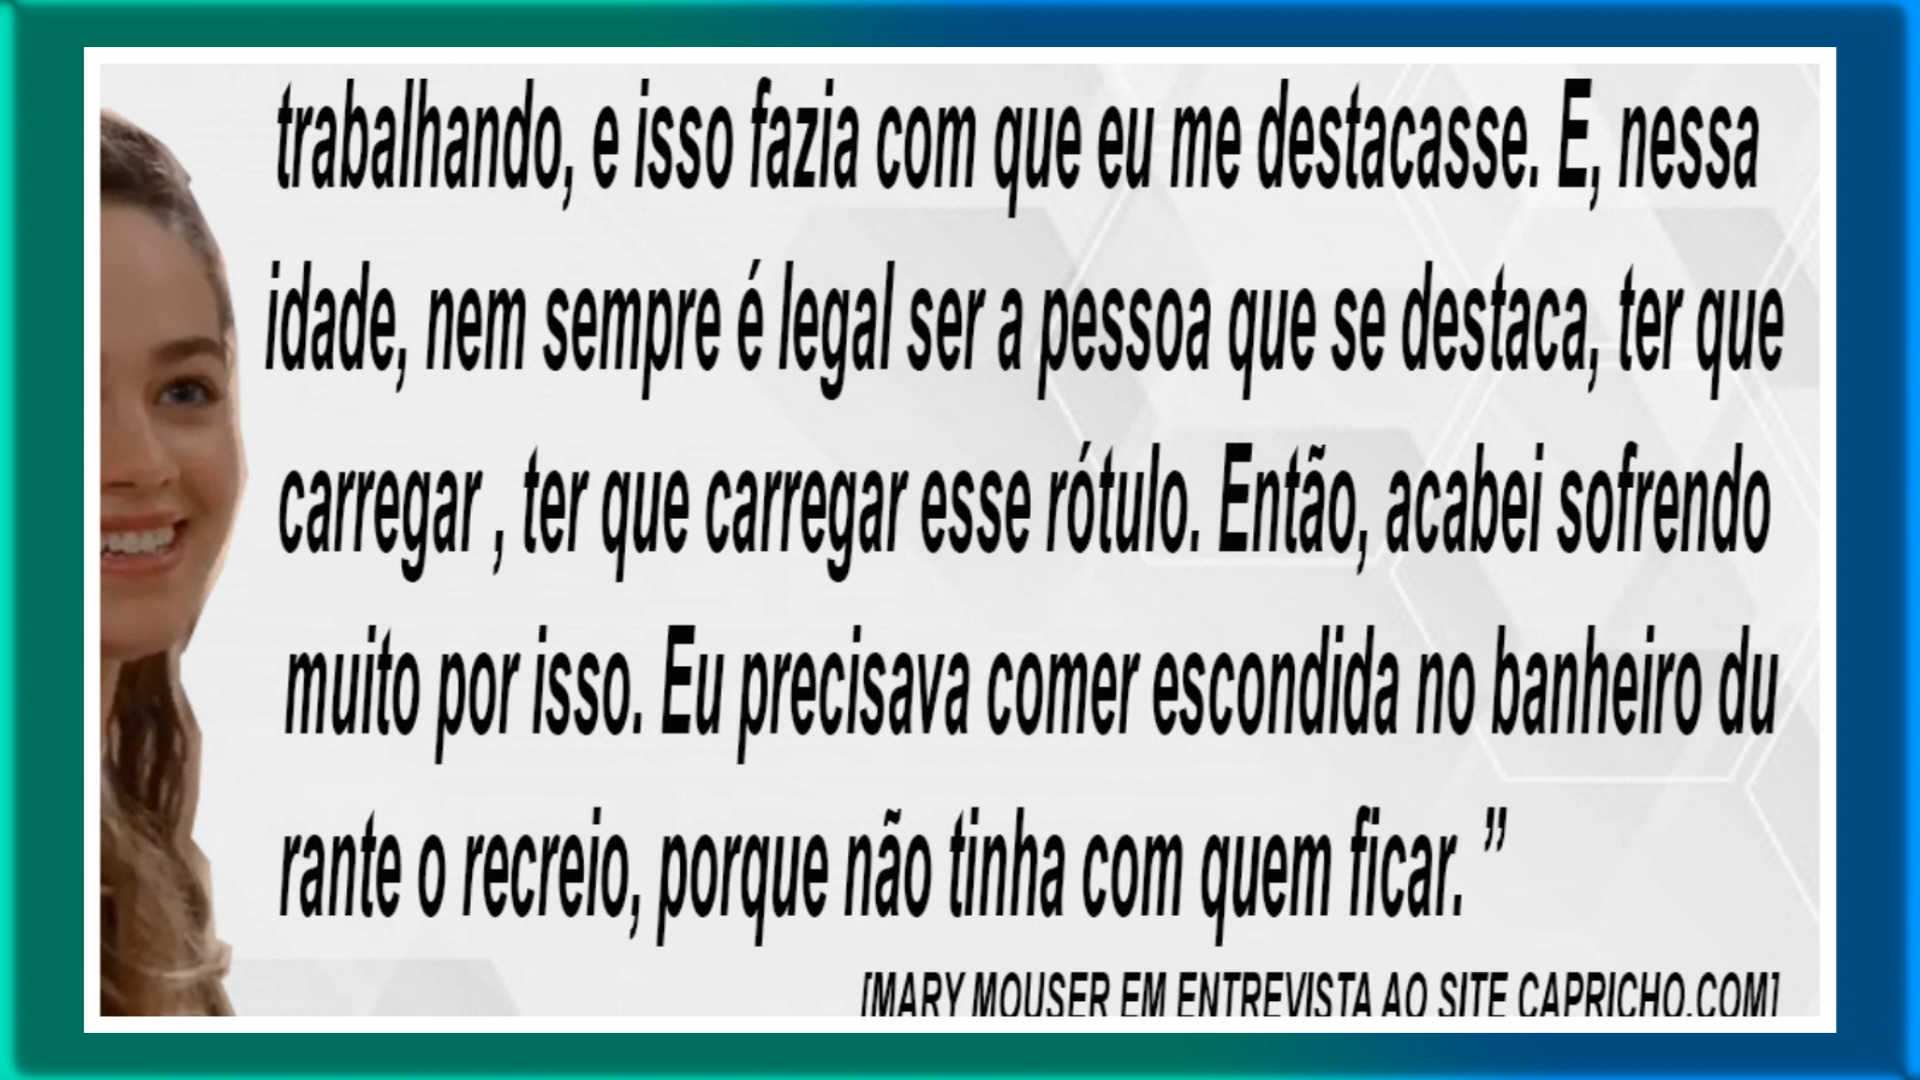 trabalhando, e isso fazia com que eu me destacasse. E, nessa
idade, nem sempre é legal ser a pessoa que se destaca, ter que
carregar , ter que carregar esse rótulo. Então, acabei sofrendo
muito por isso. Eu precisava comer escondida no banheiro du
rante o recreio, porque não tinha com quem ficar. ”
[MARY MOUSER EM ENTREVISTA AO SITE CAPRICHO.COM]